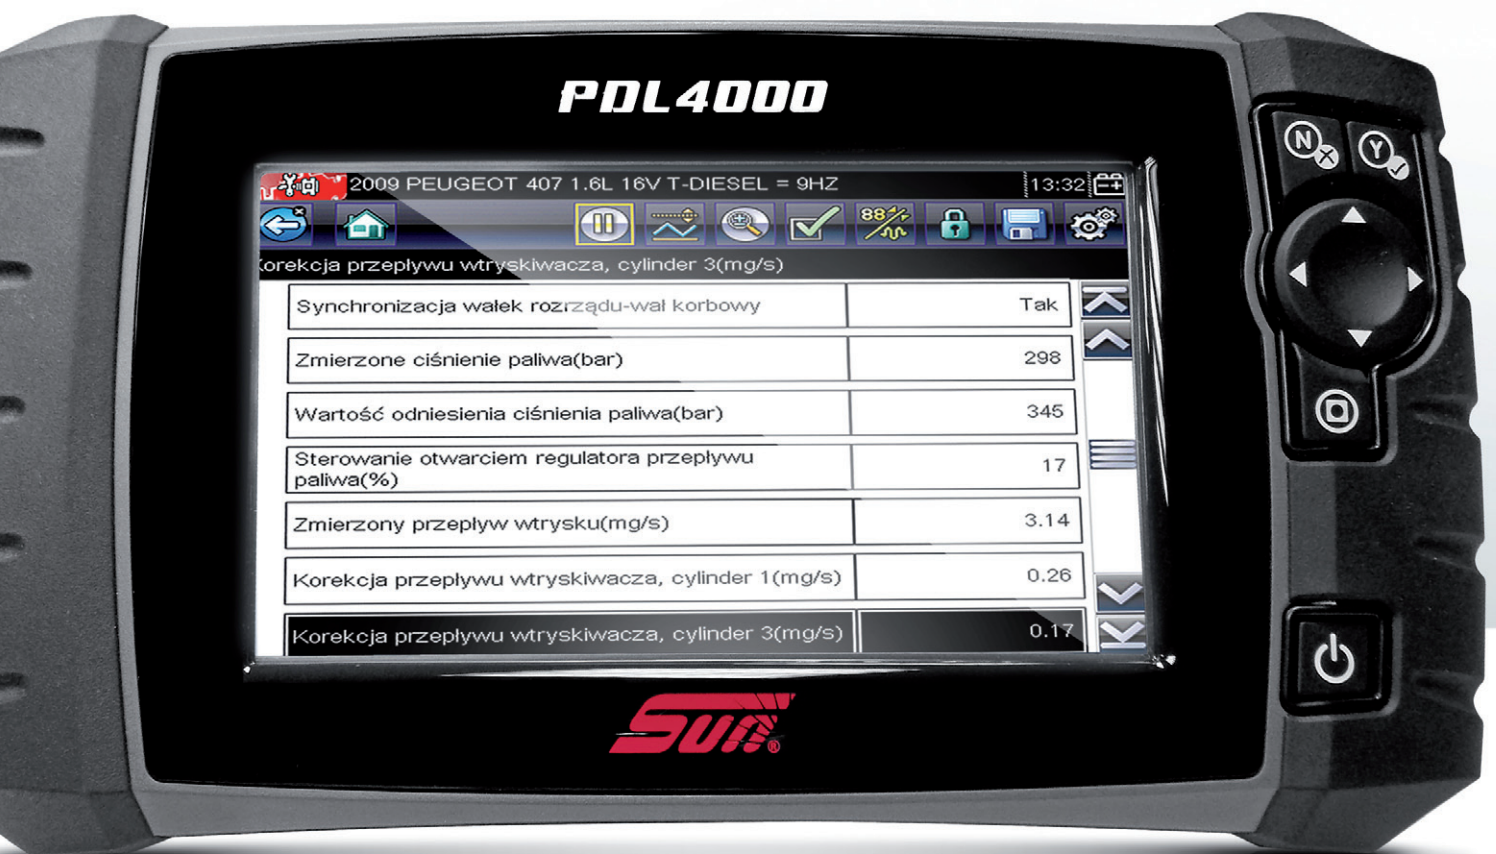 PDL4000
2009 PEUGEOT 407 1.6L 16V T-DIESEL = 9HZ 13:32
88
orekcja przepływu wtryskiwacza, cylinder 3(mg/s)
Synchronizacja wałek rozrządu-wał korbowy Tak
Zmierzone ciśnienie paliwa(bar) 298
Wartość odniesienia ciśnienia paliwa(bar) 345
Sterowanie otwarciem regulatora przepływu
paliwa(%) 17
Zmierzony przepływ wtrysku(mg/s) 3.14
Korekcja przepływu wtryskiwacza, cylinder 1(mg/s) 0.26
Korekcja przepływu wtryskiwacza, cylinder 3(mg/s) 0.17
N Y
Sun®